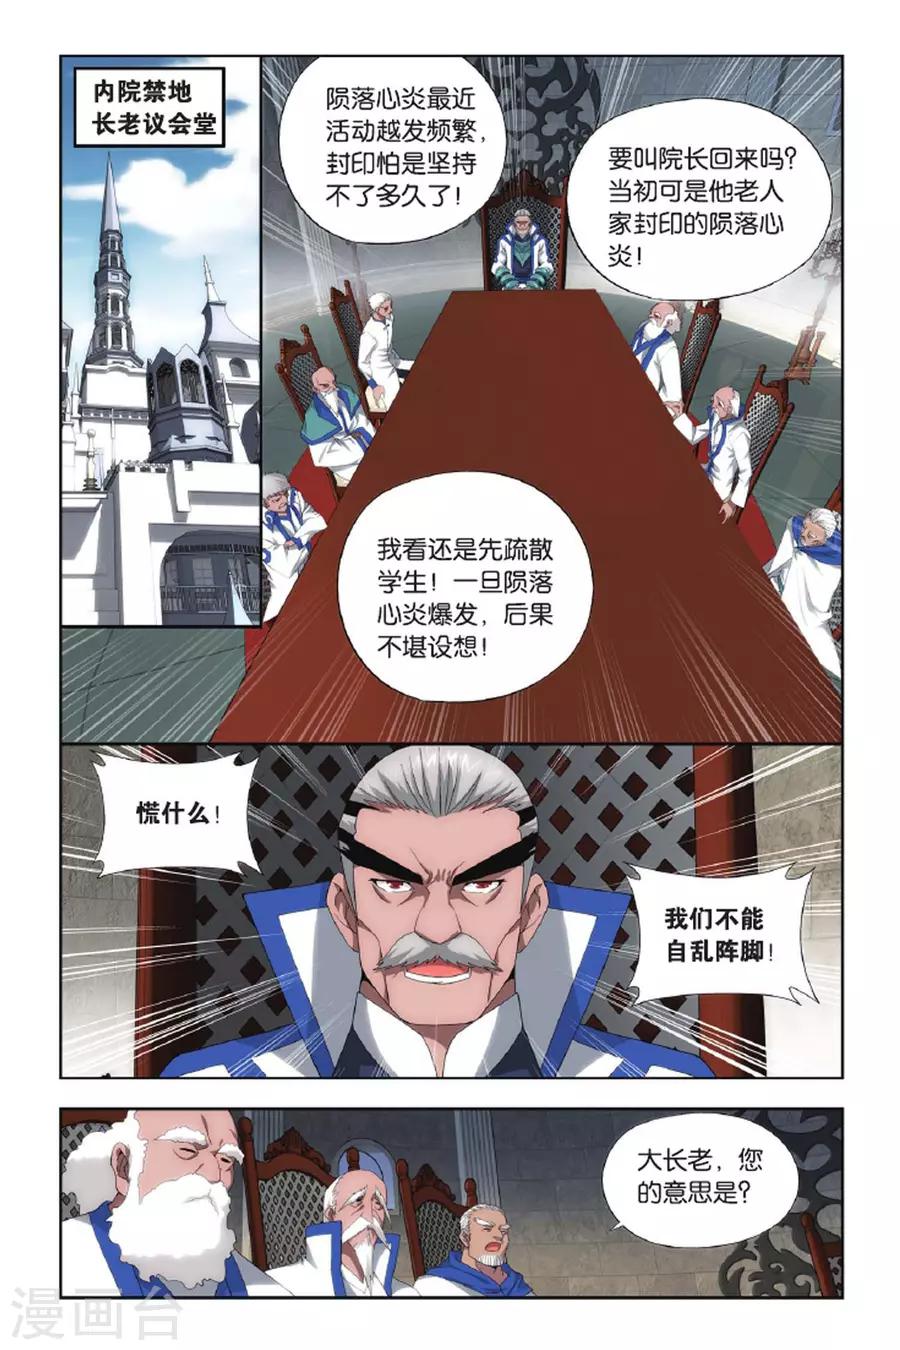 内院禁地
长老议会堂
陨落心炎最近
活动越发频繁，
封印怕是坚持
不了多久了！
要叫院长回来吗？
当初可是他老人
家封印的陨落心
炎！
我看还是先疏散
学生！一旦陨落
心炎爆发，后果
不堪设想！
慌什么！
我们不能
自乱阵脚！
大长老，您
的意思是？
漫画台